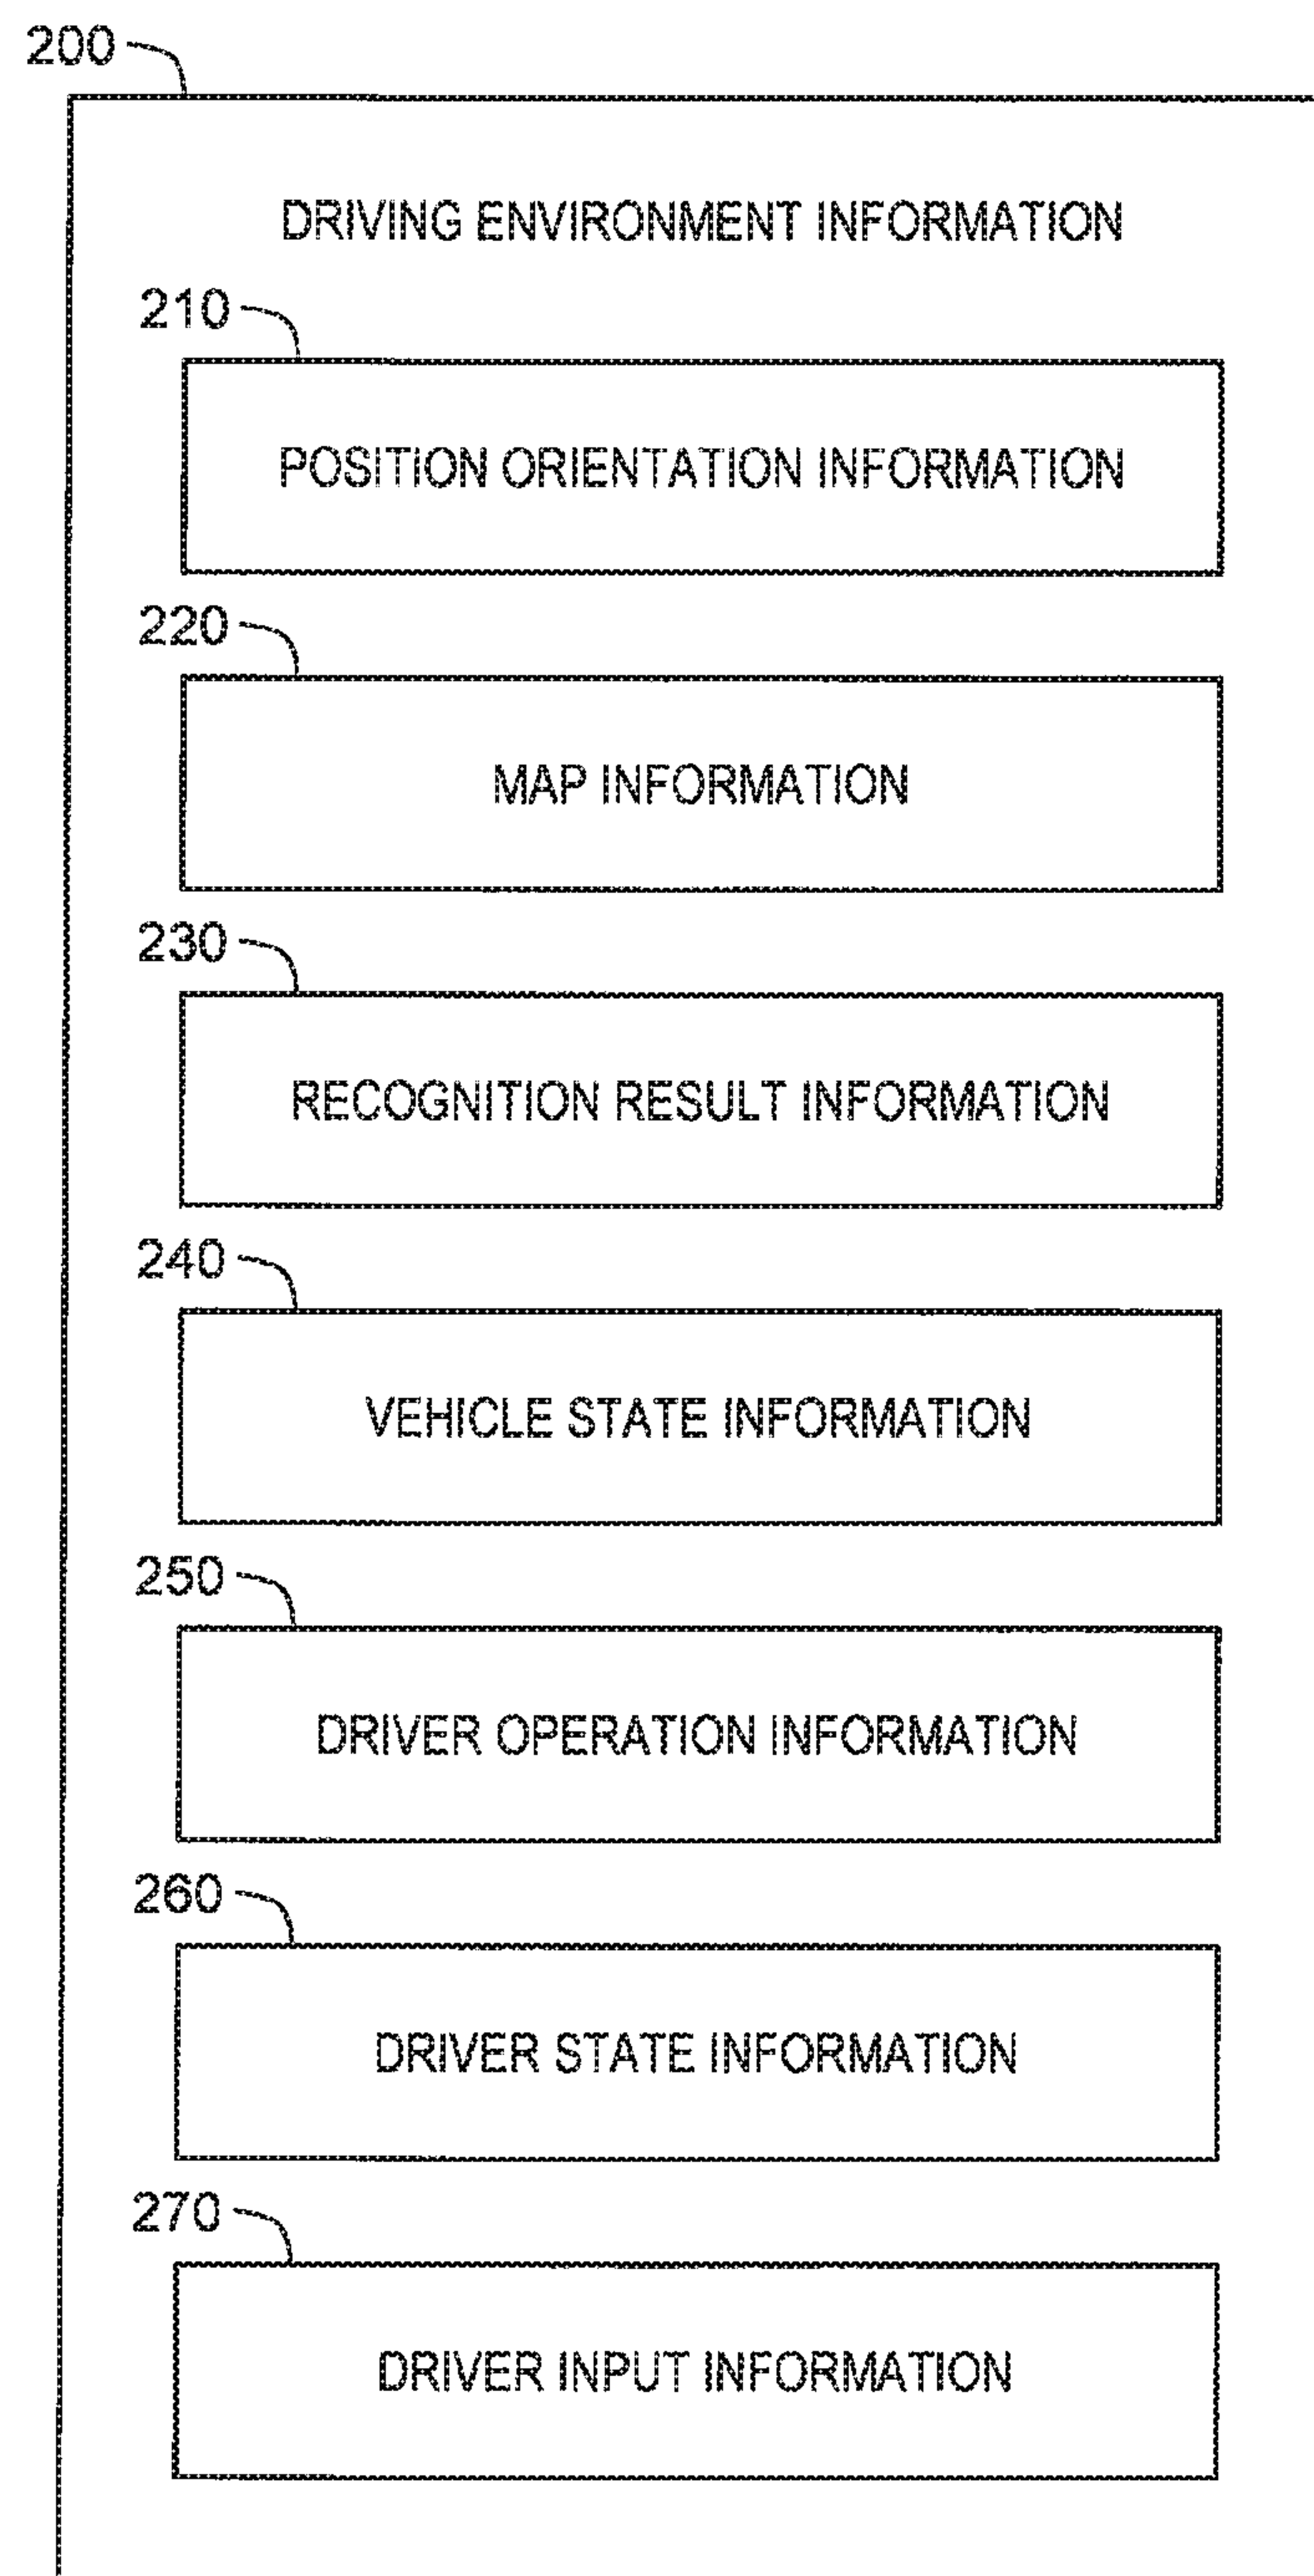 200
DRIVING ENVIRONMENT INFORMATION
210
POSITION ORIENTATION INFORMATION
220
MAP INFORMATION
230
RECOGNITION RESULT INFORMATION
240
VEHICLE STATE INFORMATION
250
DRIVER OPERATION INFORMATION
260
DRIVER STATE INFORMATION
270
DRIVER INPUT INFORMATION